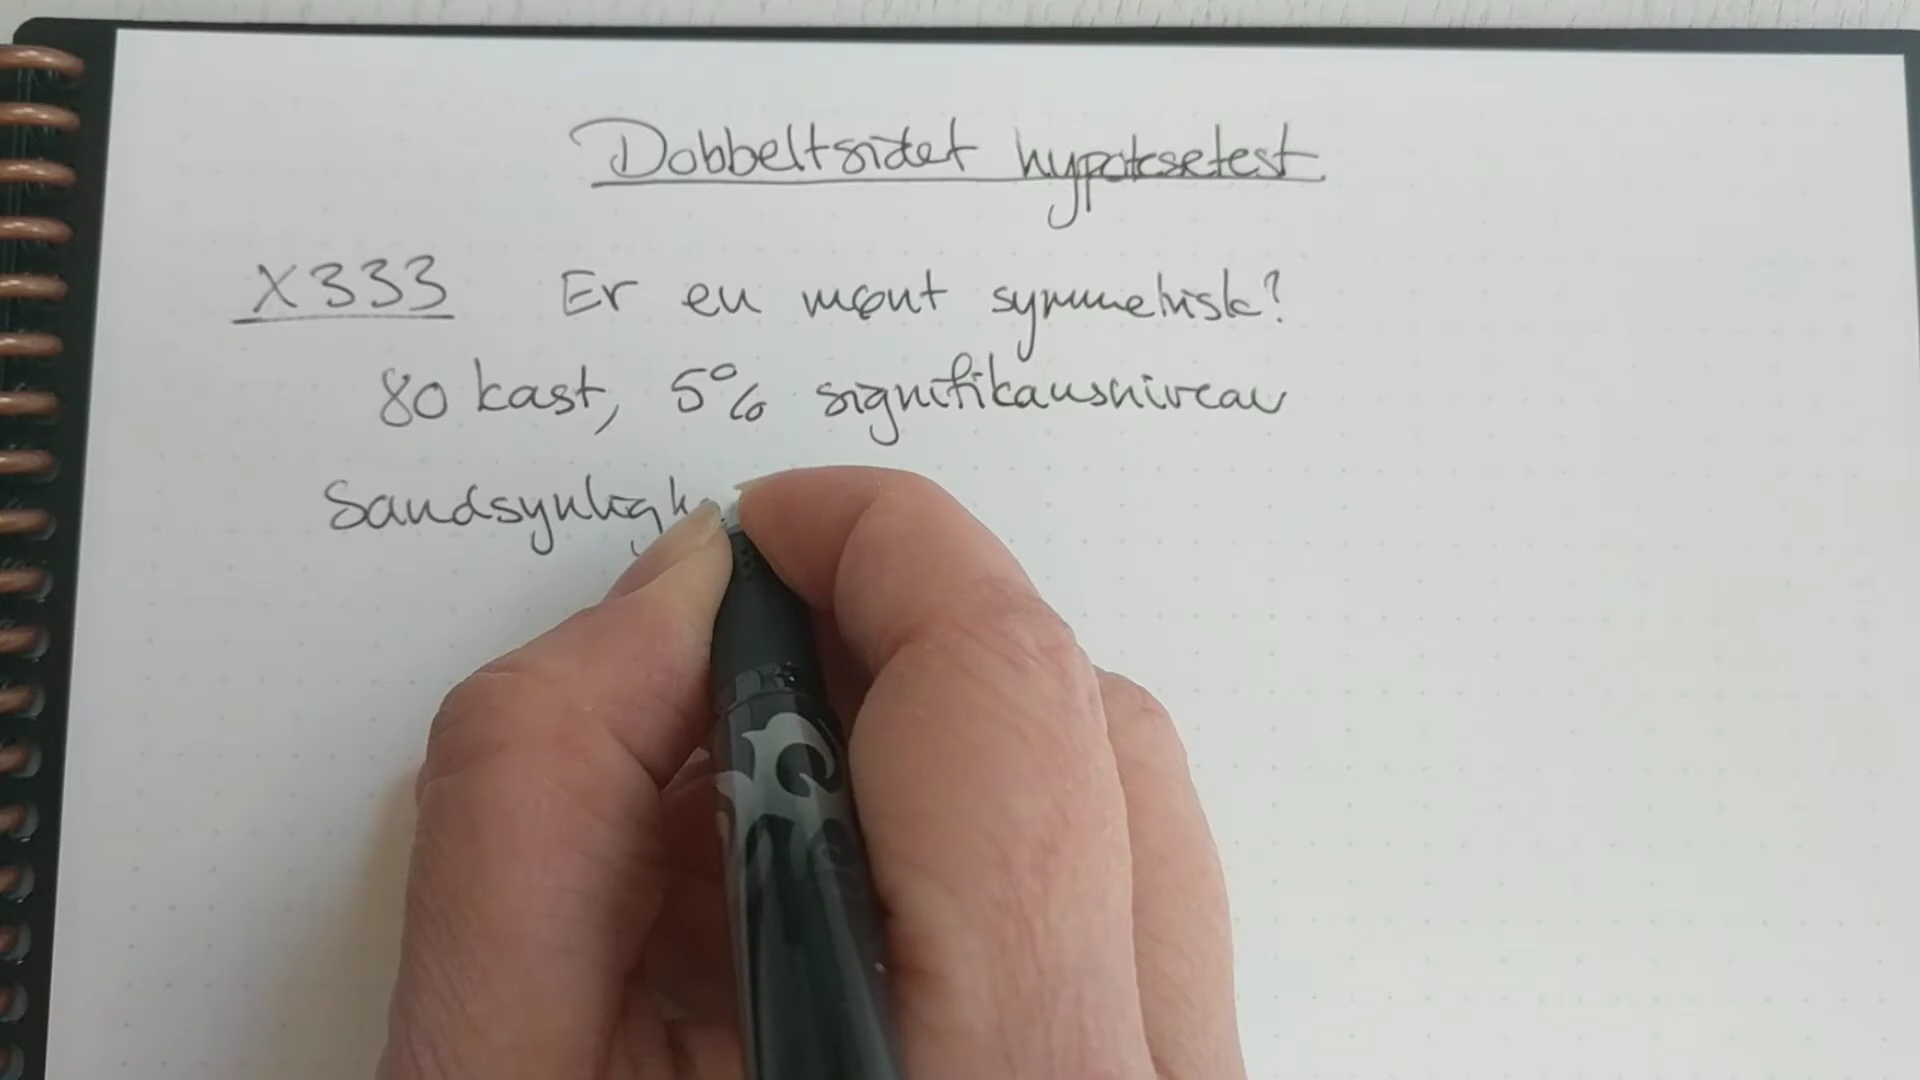 Dobbeltsidet hypotesetest
X333 Er en mønt symmetrisk?
80 kast, 5% signifikansniveau
Sandsynligh